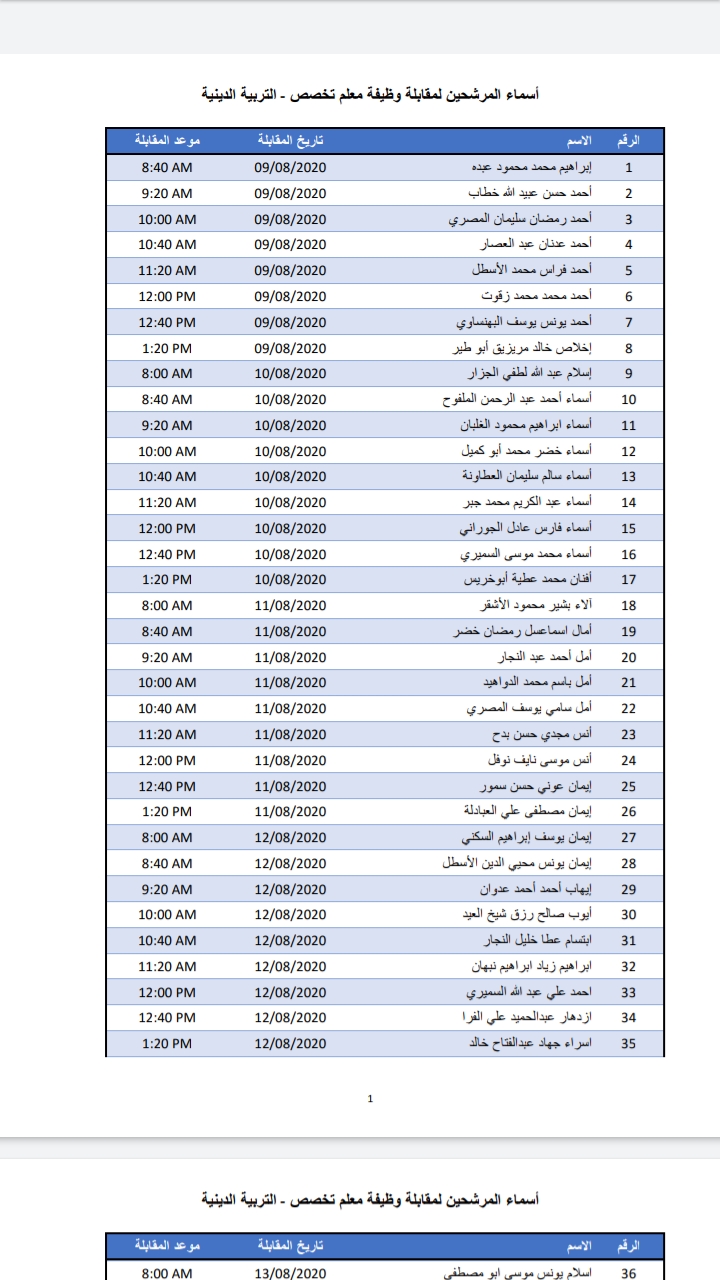 أسماء المرشحين لمقابلة وظيفة معلم تخصص - التربية الدينية
الرقم الاسم تاريخ المقابلة موعد المقابلة
1 إبراهيم محمد محمود عبده 09/08/2020 8:40 AM
2 أحمد حسن عبيد الله خطاب 09/08/2020 9:20 AM
3 أحمد رمضان سليمان المصري 09/08/2020 10:00 AM
4 أحمد عدنان عبد العصار 09/08/2020 10:40 AM
5 أحمد فراس محمد الأسطل 09/08/2020 11:20 AM
6 أحمد محمد محمد زقوت 09/08/2020 12:00 PM
7 أحمد يونس يوسف البهنساوي 09/08/2020 12:40 PM
8 إخلاص خالد مريزيق أبو طير 09/08/2020 1:20 PM
9 إسلام عبد الله لطفي الجزار 10/08/2020 8:00 AM
10 أسماء أحمد عبد الرحمن الملفوح 10/08/2020 8:40 AM
11 أسماء ابراهيم محمود الغلبان 10/08/2020 9:20 AM
12 أسماء خضر محمد أبو كميل 10/08/2020 10:00 AM
13 أسماء سالم سليمان العطاونة 10/08/2020 10:40 AM
14 أسماء عبد الكريم محمد جبر 10/08/2020 11:20 AM
15 أسماء فارس عادل الجوراني 10/08/2020 12:00 PM
16 أسماء محمد موسى السميري 10/08/2020 12:40 PM
17 أفنان محمد عطية أبوخريس 10/08/2020 1:20 PM
18 آلاء بشير محمود الأشقر 11/08/2020 8:00 AM
19 أمال اسماعسل رمضان خضر 11/08/2020 8:40 AM
20 أمل أحمد عبد النجار 11/08/2020 9:20 AM
21 أمل باسم محمد الدواهيد 11/08/2020 10:00 AM
22 أمل سامي يوسف المصري 11/08/2020 10:40 AM
23 أنس مجدي حسن بدح 11/08/2020 11:20 AM
24 أنس موسى نايف نوفل 11/08/2020 12:00 PM
25 إيمان عوني حسن سمور 11/08/2020 12:40 PM
26 إيمان مصطفى علي العبادلة 11/08/2020 1:20 PM
27 إيمان يوسف إبراهيم السكني 12/08/2020 8:00 AM
28 إيمان يونس محيي الدين الأسطل 12/08/2020 8:40 AM
29 إيهاب أحمد أحمد عدوان 12/08/2020 9:20 AM
30 أيوب صالح رزق شيخ العيد 12/08/2020 10:00 AM
31 ابتسام عطا خليل النجار 12/08/2020 10:40 AM
32 ابراهيم زياد ابراهيم نبهان 12/08/2020 11:20 AM
33 احمد علي عبد الله السميري 12/08/2020 12:00 PM
34 ازدهار عبدالحميد علي الفرا 12/08/2020 12:40 PM
35 اسراء جهاد عبدالفتاح خالد 12/08/2020 1:20 PM
1
أسماء المرشحين لمقابلة وظيفة معلم تخصص - التربية الدينية
الرقم الاسم تاريخ المقابلة موعد المقابلة
36 اسلام يونس موسى ابو مصطفى 13/08/2020 8:00 AM